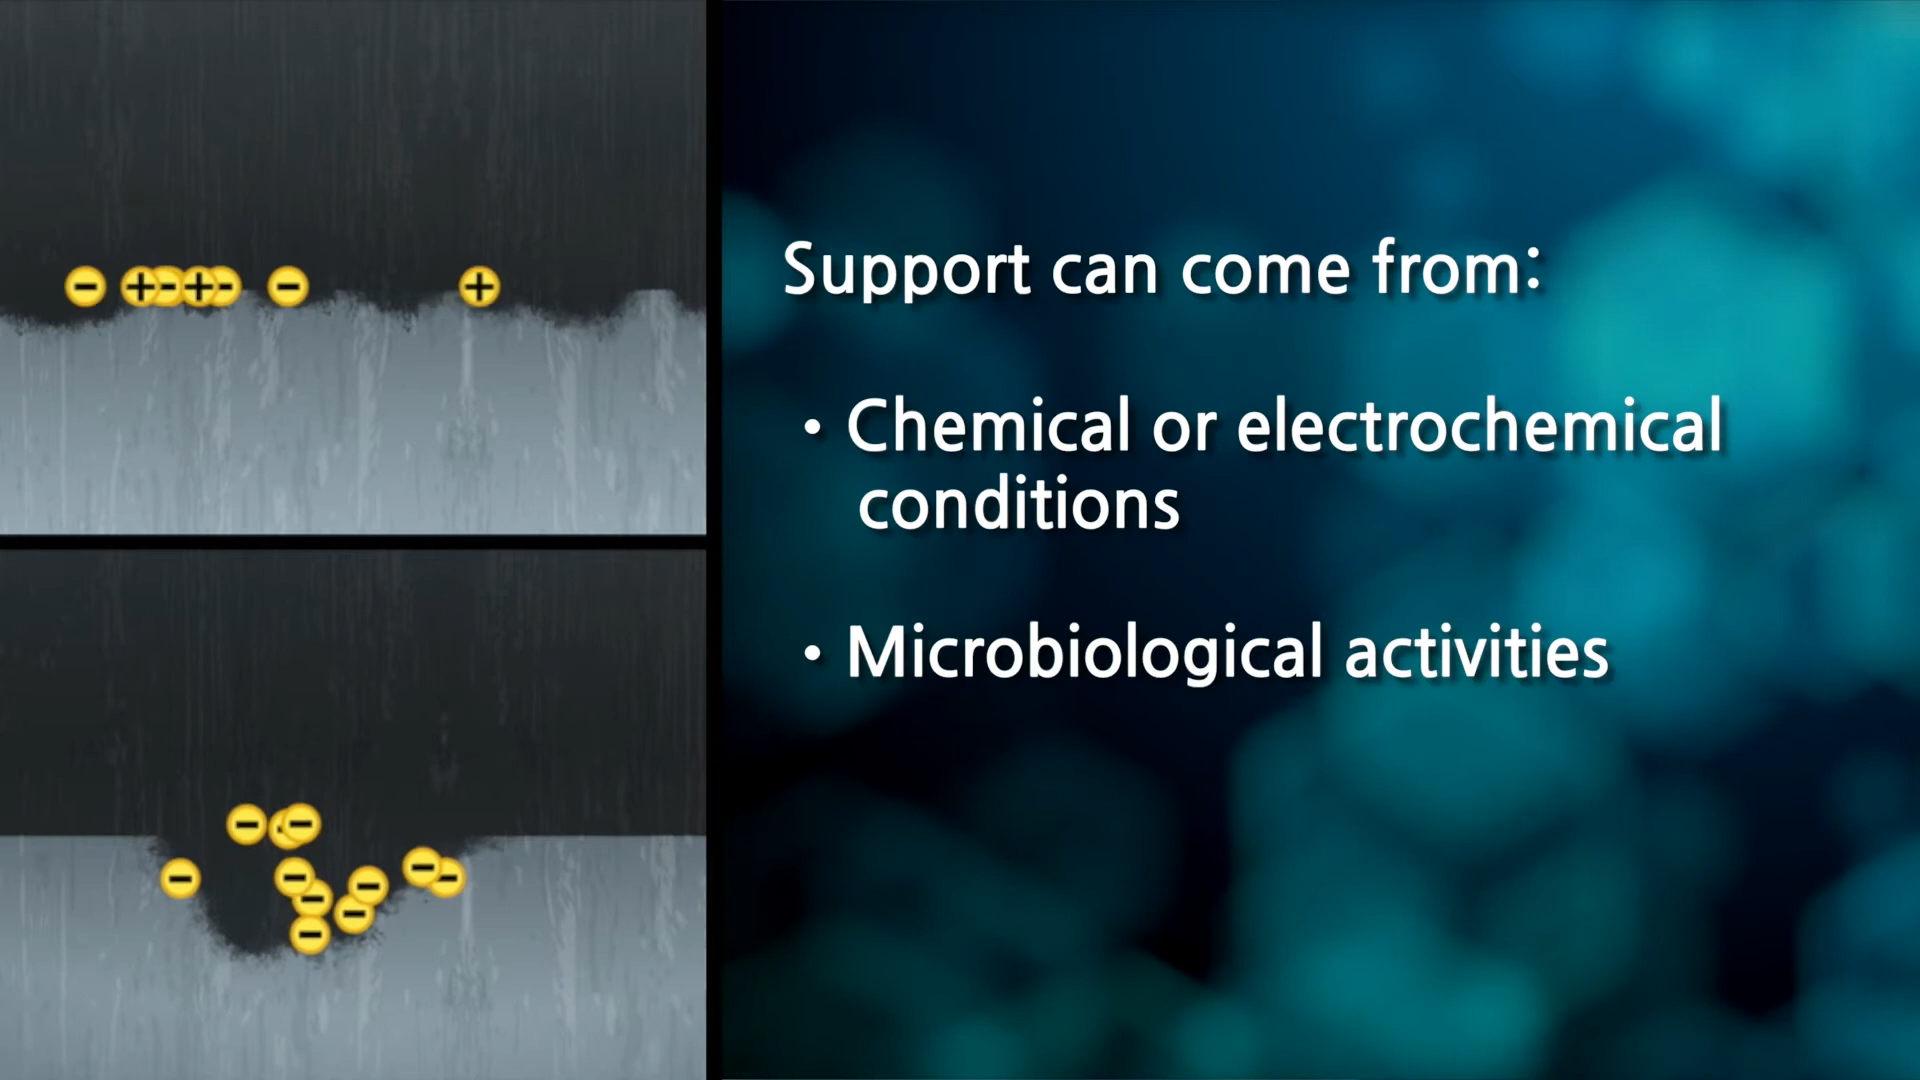 Support can come from:
• Chemical or electrochemical
conditions
• Microbiological activities